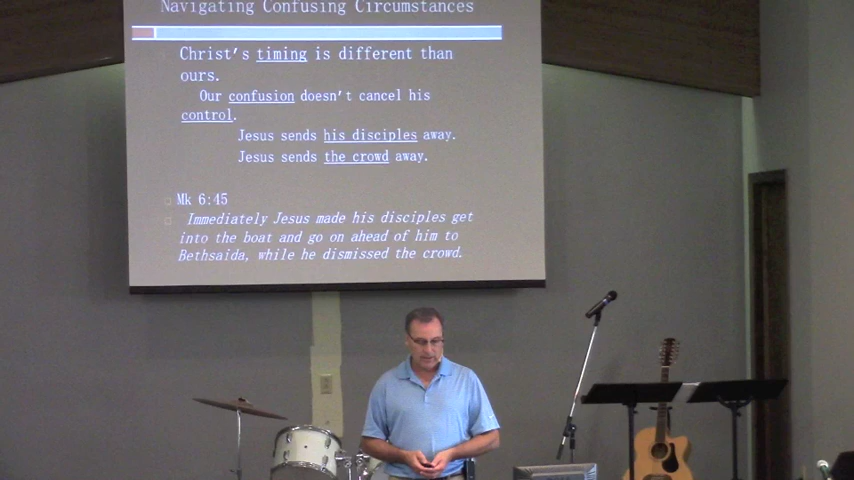 Navigating Confusing Circumstances
Christ's timing is different than
ours.
Our confusion doesn't cancel his
control.
Jesus sends his disciples away.
Jesus sends the crowd away.
Mk 6:45
Immediately Jesus made his disciples get
into the boat and go on ahead of him to
Bethsaida, while he dismissed the crowd.